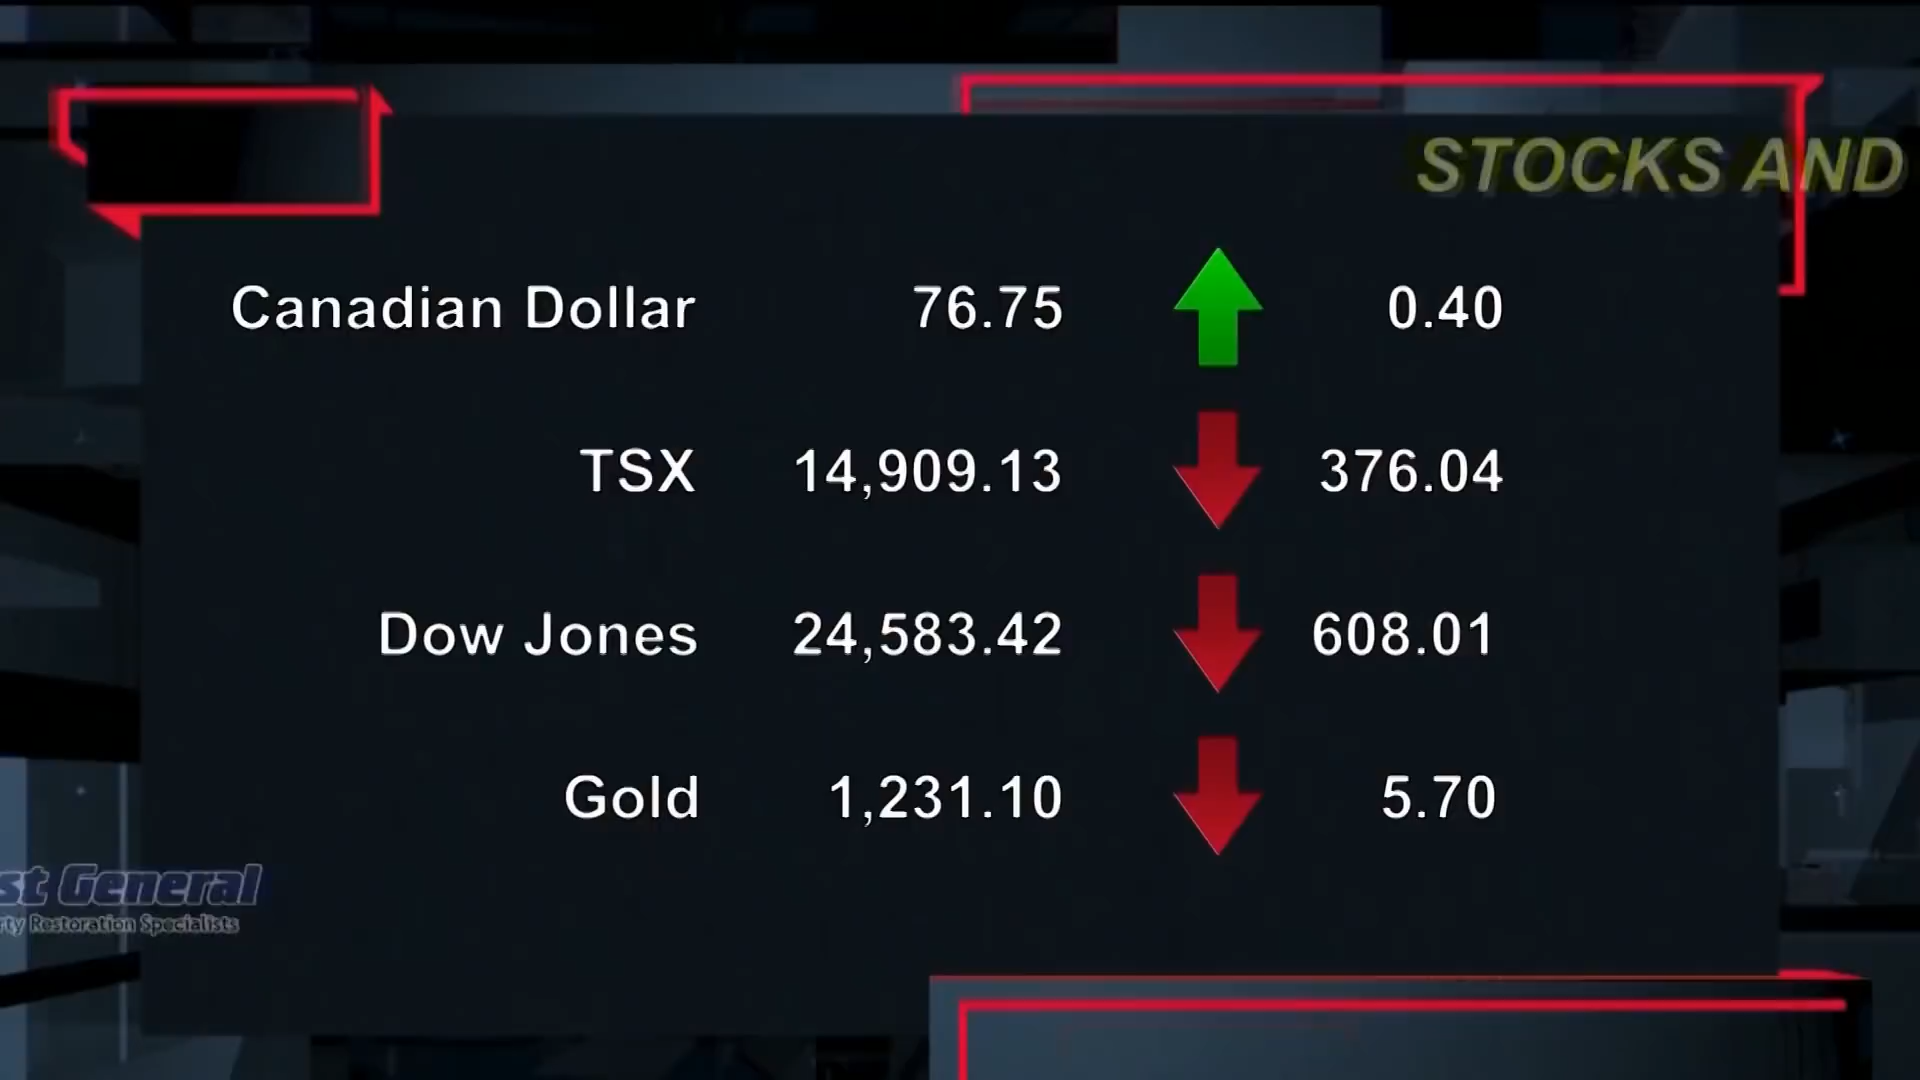 STOCKS AND
Canadian Dollar 76.75 0.40
TSX 14,909.13 376.04
Dow Jones 24,583.42 608.01
Gold 1,231.10 5.70
st General
rty Restoration Specialists